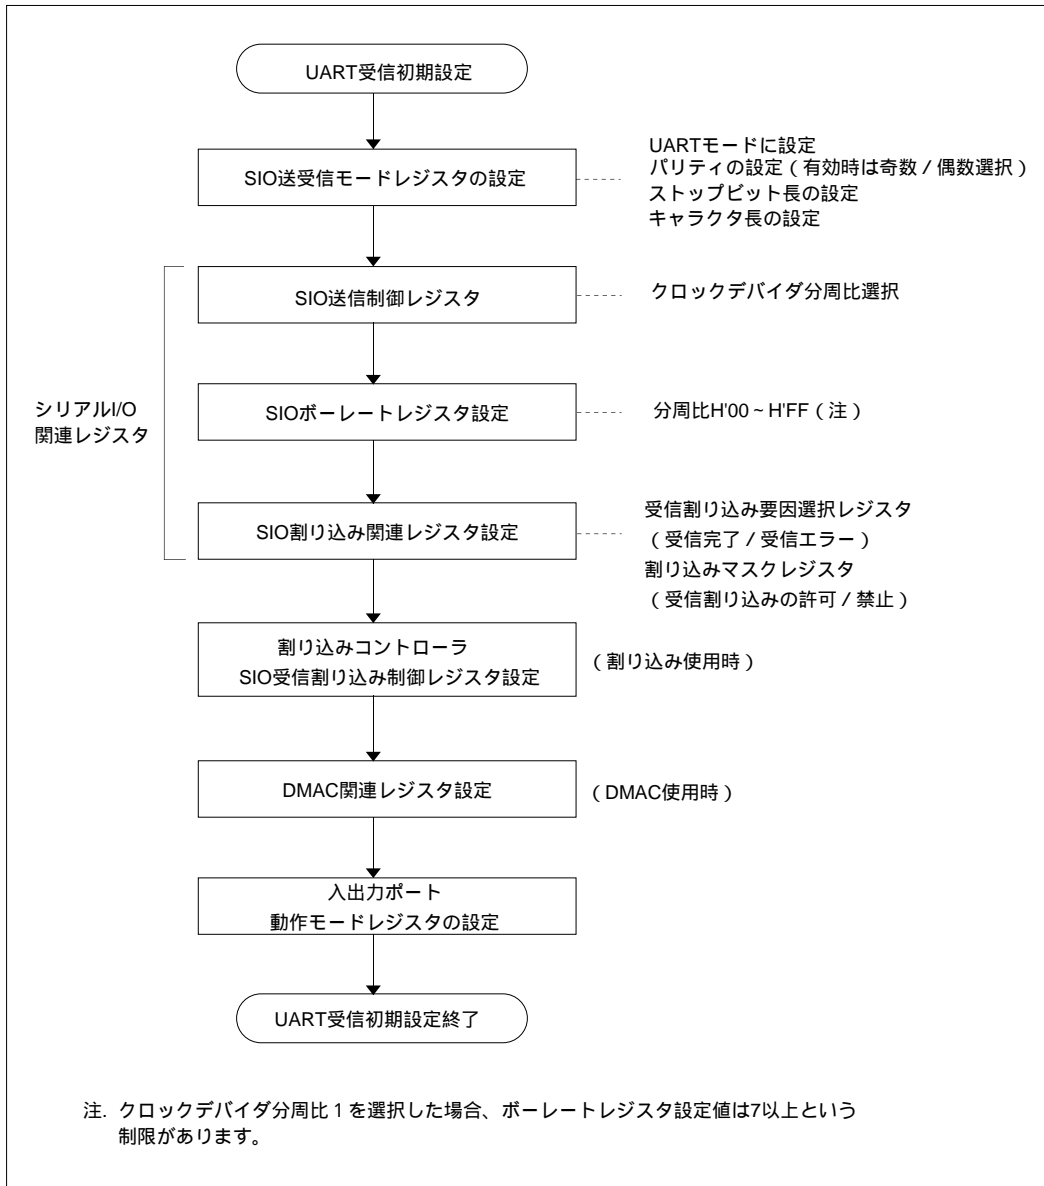 UART受信初期設定
SIO送受信モードレジスタの設定
UARTモードに設定
パリティの設定（有効時は奇数／偶数選択）
ストップビット長の設定
キャラクタ長の設定
シリアルI/O
関連レジスタ
SIO送信制御レジスタ
クロックデバイダ分周比選択
SIOボーレートレジスタ設定
分周比H'00～H'FF（注）
SIO割り込み関連レジスタ設定
受信割り込み要因選択レジスタ
（受信完了／受信エラー）
割り込みマスクレジスタ
（受信割り込みの許可／禁止）
割り込みコントローラ
SIO受信割り込み制御レジスタ設定
（割り込み使用時）
DMAC関連レジスタ設定
（DMAC使用時）
入出力ポート
動作モードレジスタの設定
UART受信初期設定終了
注. クロックデバイダ分周比１を選択した場合、ボーレートレジスタ設定値は7以上という
制限があります。